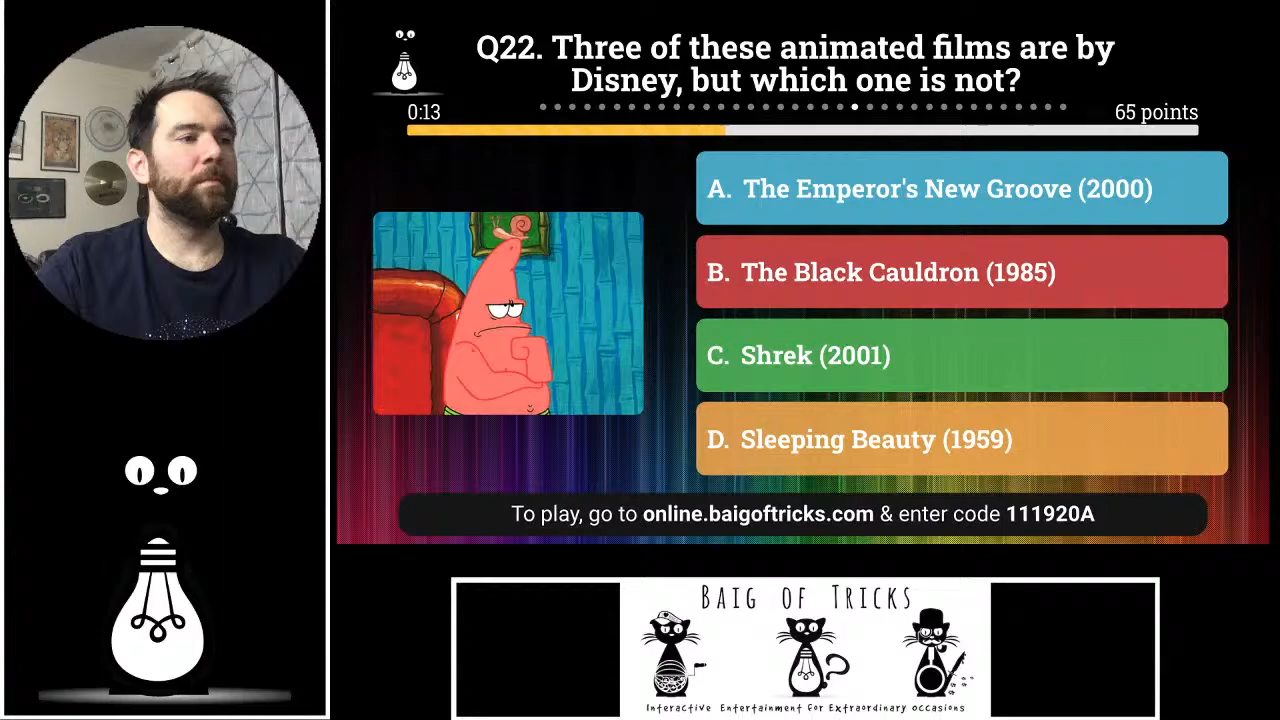 Q22. Three of these animated films are by
Disney, but which one is not?
0:13
65 points
A. The Emperor's New Groove (2000)
B. The Black Cauldron (1985)
C. Shrek (2001)
D. Sleeping Beauty (1959)
To play, go to online.baigoftricks.com & enter code 111920A
BAIG OF TRICKS
Interactive Entertainment for Extraordinary Occasions